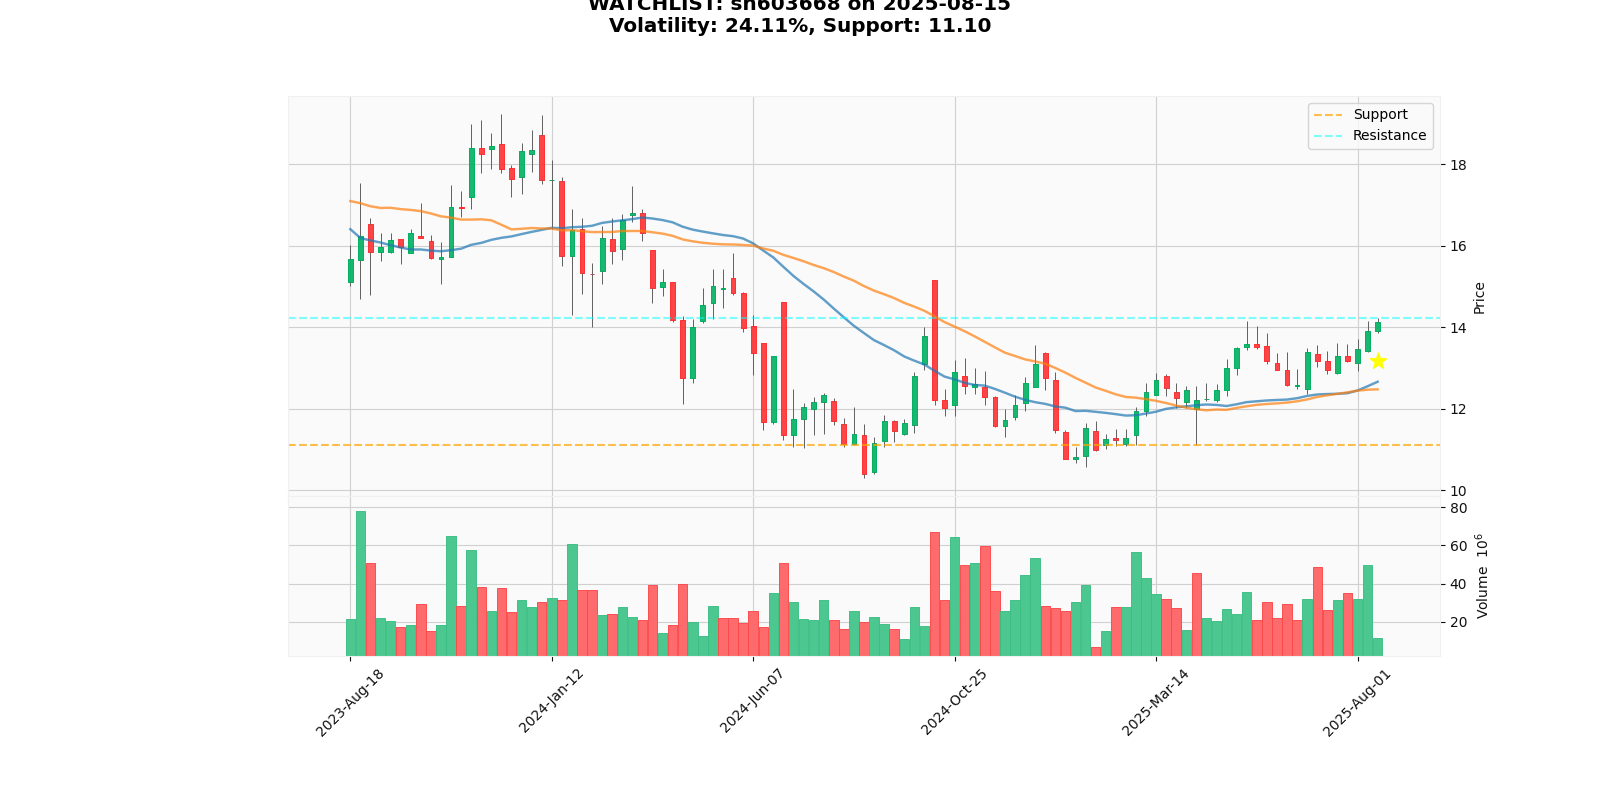 WATCHLIST: sh603668 on 2025-08-15
Volatility: 24.11%, Support: 11.10
Support
Resistance
18
16
14
12
10
Price
80
60
40
20
Volume 10⁶
2023-Aug-18
2024-Jan-12
2024-Jun-07
2024-Oct-25
2025-Mar-14
2025-Aug-01